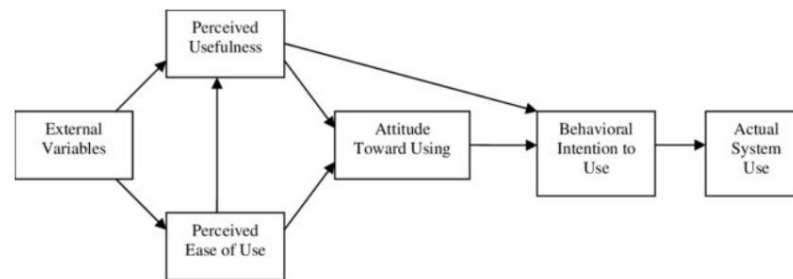 Perceived
Usefulness
External
Variables
Attitude
Toward Using
Behavioral
Intention to
Use
Actual
System
Use
Perceived
Ease of Use